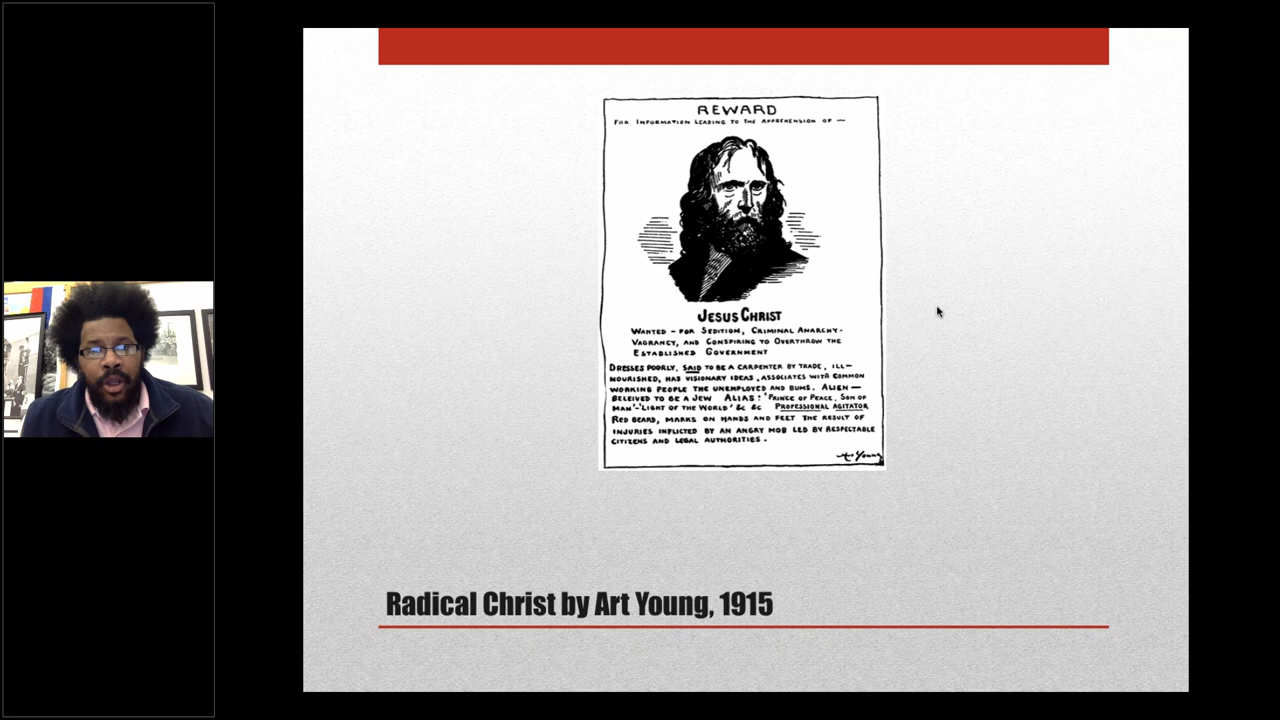 REWARD
FOR INFORMATION LEADING TO THE APPREHENSION OF —
JESUS CHRIST
WANTED – FOR SEDITION, CRIMINAL ANARCHY-
VAGRANCY, AND CONSPIRING TO OVERTHROW THE
ESTABLISHED GOVERNMENT
DRESSES POORLY. SAID TO BE A CARPENTER BY TRADE, ILL-
NOURISHED, HAS VISIONARY IDEAS, ASSOCIATES WITH COMMON
WORKING PEOPLE THE UNEMPLOYED AND BUMS. ALIEN —
BELEIVED TO BE A JEW ALIAS: 'PRINCE OF PEACE, SON OF
MAN'-'LIGHT OF THE WORLD' &c &c PROFESSIONAL AGITATOR
RED BEARD, MARKS ON HANDS AND FEET THE RESULT OF
INJURIES INFLICTED BY AN ANGRY MOB LED BY RESPECTABLE
CITIZENS AND LEGAL AUTHORITIES.
Art Young
Radical Christ by Art Young, 1915